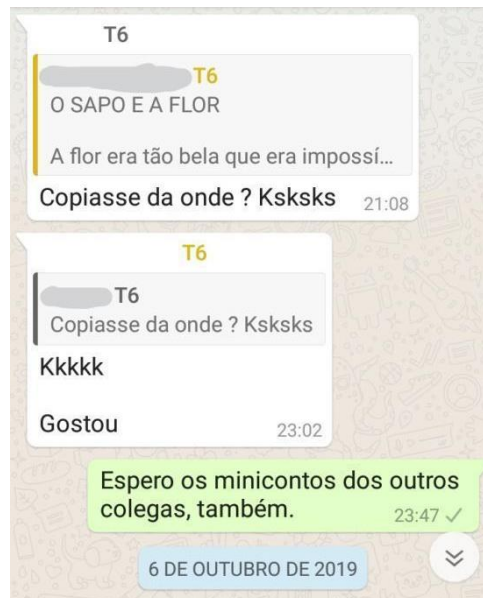 T6
T6
O SAPO E A FLOR
A flor era tão bela que era impossí...
Copiasse da onde ? Ksksks 21:08
T6
T6
Copiasse da onde ? Ksksks
Kkkkk
Gostou 23:02
Espero os minicontos dos outros
colegas, também. 23:47
6 DE OUTUBRO DE 2019